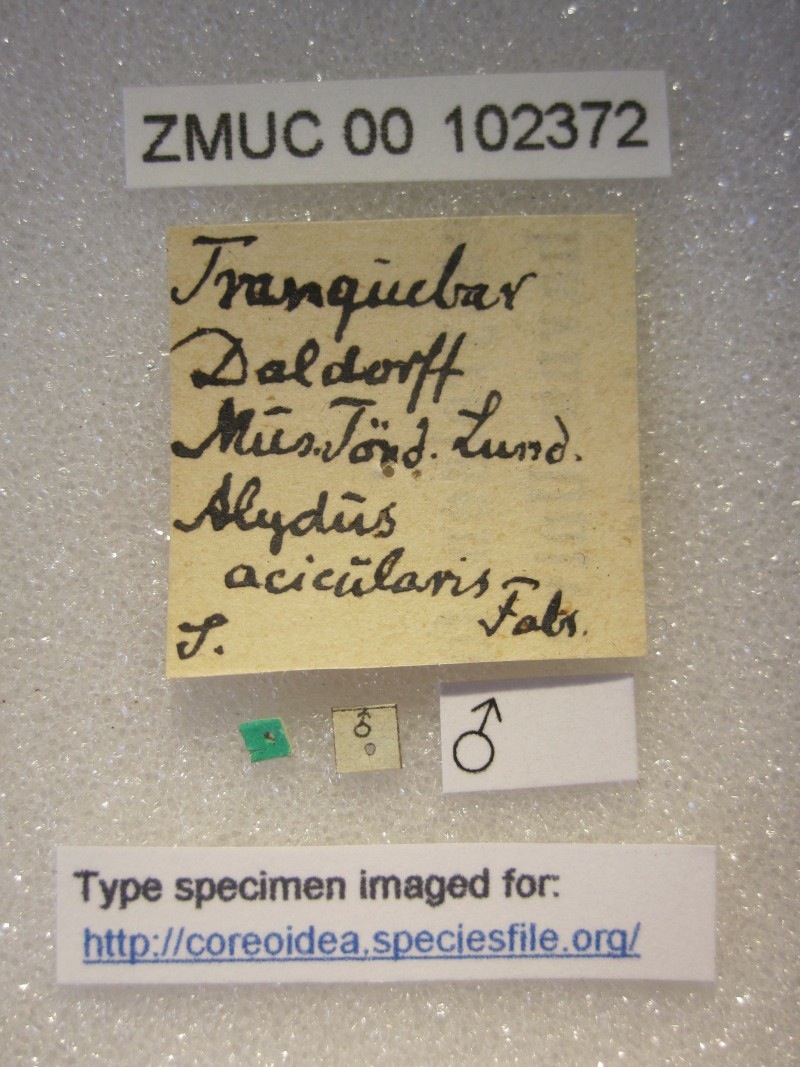 ZMUC 00 102372
Tranquebar
Daldorff
Mus. Tönd. Lund.
Alydus
acicularis
Fabr.
S.
♂
♂
Type specimen imaged for:
http://coreoidea.speciesfile.org/